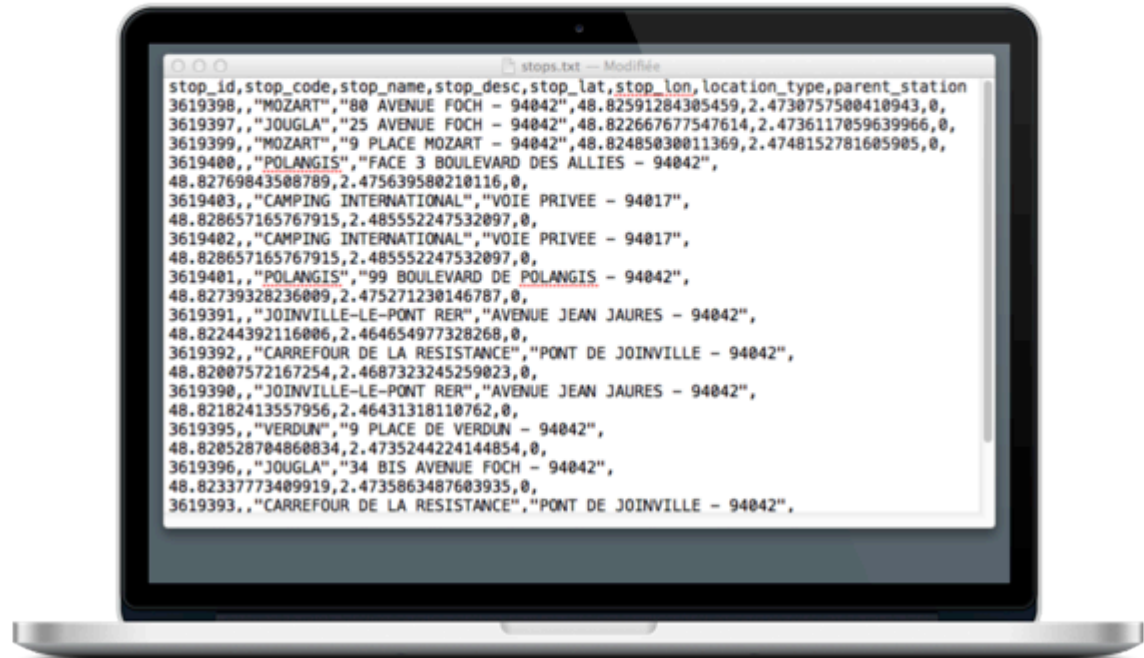 stops.txt — Modifiée
stop_id,stop_code,stop_name,stop_desc,stop_lat,stop_lon,location_type,parent_station
3619398,,"MOZART","80 AVENUE FOCH – 94042",48.82591284305459,2.4730757500410943,0,
3619397,,"JOUGLA","25 AVENUE FOCH – 94042",48.822667677547614,2.4736117059639966,0,
3619399,,"MOZART","9 PLACE MOZART – 94042",48.82485030011369,2.4748152781605905,0,
3619400,,"POLANGIS","FACE 3 BOULEVARD DES ALLIES – 94042",
48.82769843508789,2.475639580210116,0,
3619403,,"CAMPING INTERNATIONAL","VOIE PRIVEE – 94017",
48.828657165767915,2.485552247532097,0,
3619402,,"CAMPING INTERNATIONAL","VOIE PRIVEE – 94017",
48.828657165767915,2.485552247532097,0,
3619401,,"POLANGIS","99 BOULEVARD DE POLANGIS – 94042",
48.82739328236009,2.475271230146787,0,
3619391,,"JOINVILLE-LE-PONT RER","AVENUE JEAN JAURES – 94042",
48.82244392116006,2.464654977328268,0,
3619392,,"CARREFOUR DE LA RESISTANCE","PONT DE JOINVILLE – 94042",
48.82007572167254,2.4687323245259023,0,
3619390,,"JOINVILLE-LE-PONT RER","AVENUE JEAN JAURES – 94042",
48.82182413557956,2.46431318110762,0,
3619395,,"VERDUN","9 PLACE DE VERDUN – 94042",
48.820528704860834,2.4735244224144854,0,
3619396,,"JOUGLA","34 BIS AVENUE FOCH – 94042",
48.82337773409919,2.4735863487603935,0,
3619393,,"CARREFOUR DE LA RESISTANCE","PONT DE JOINVILLE – 94042",